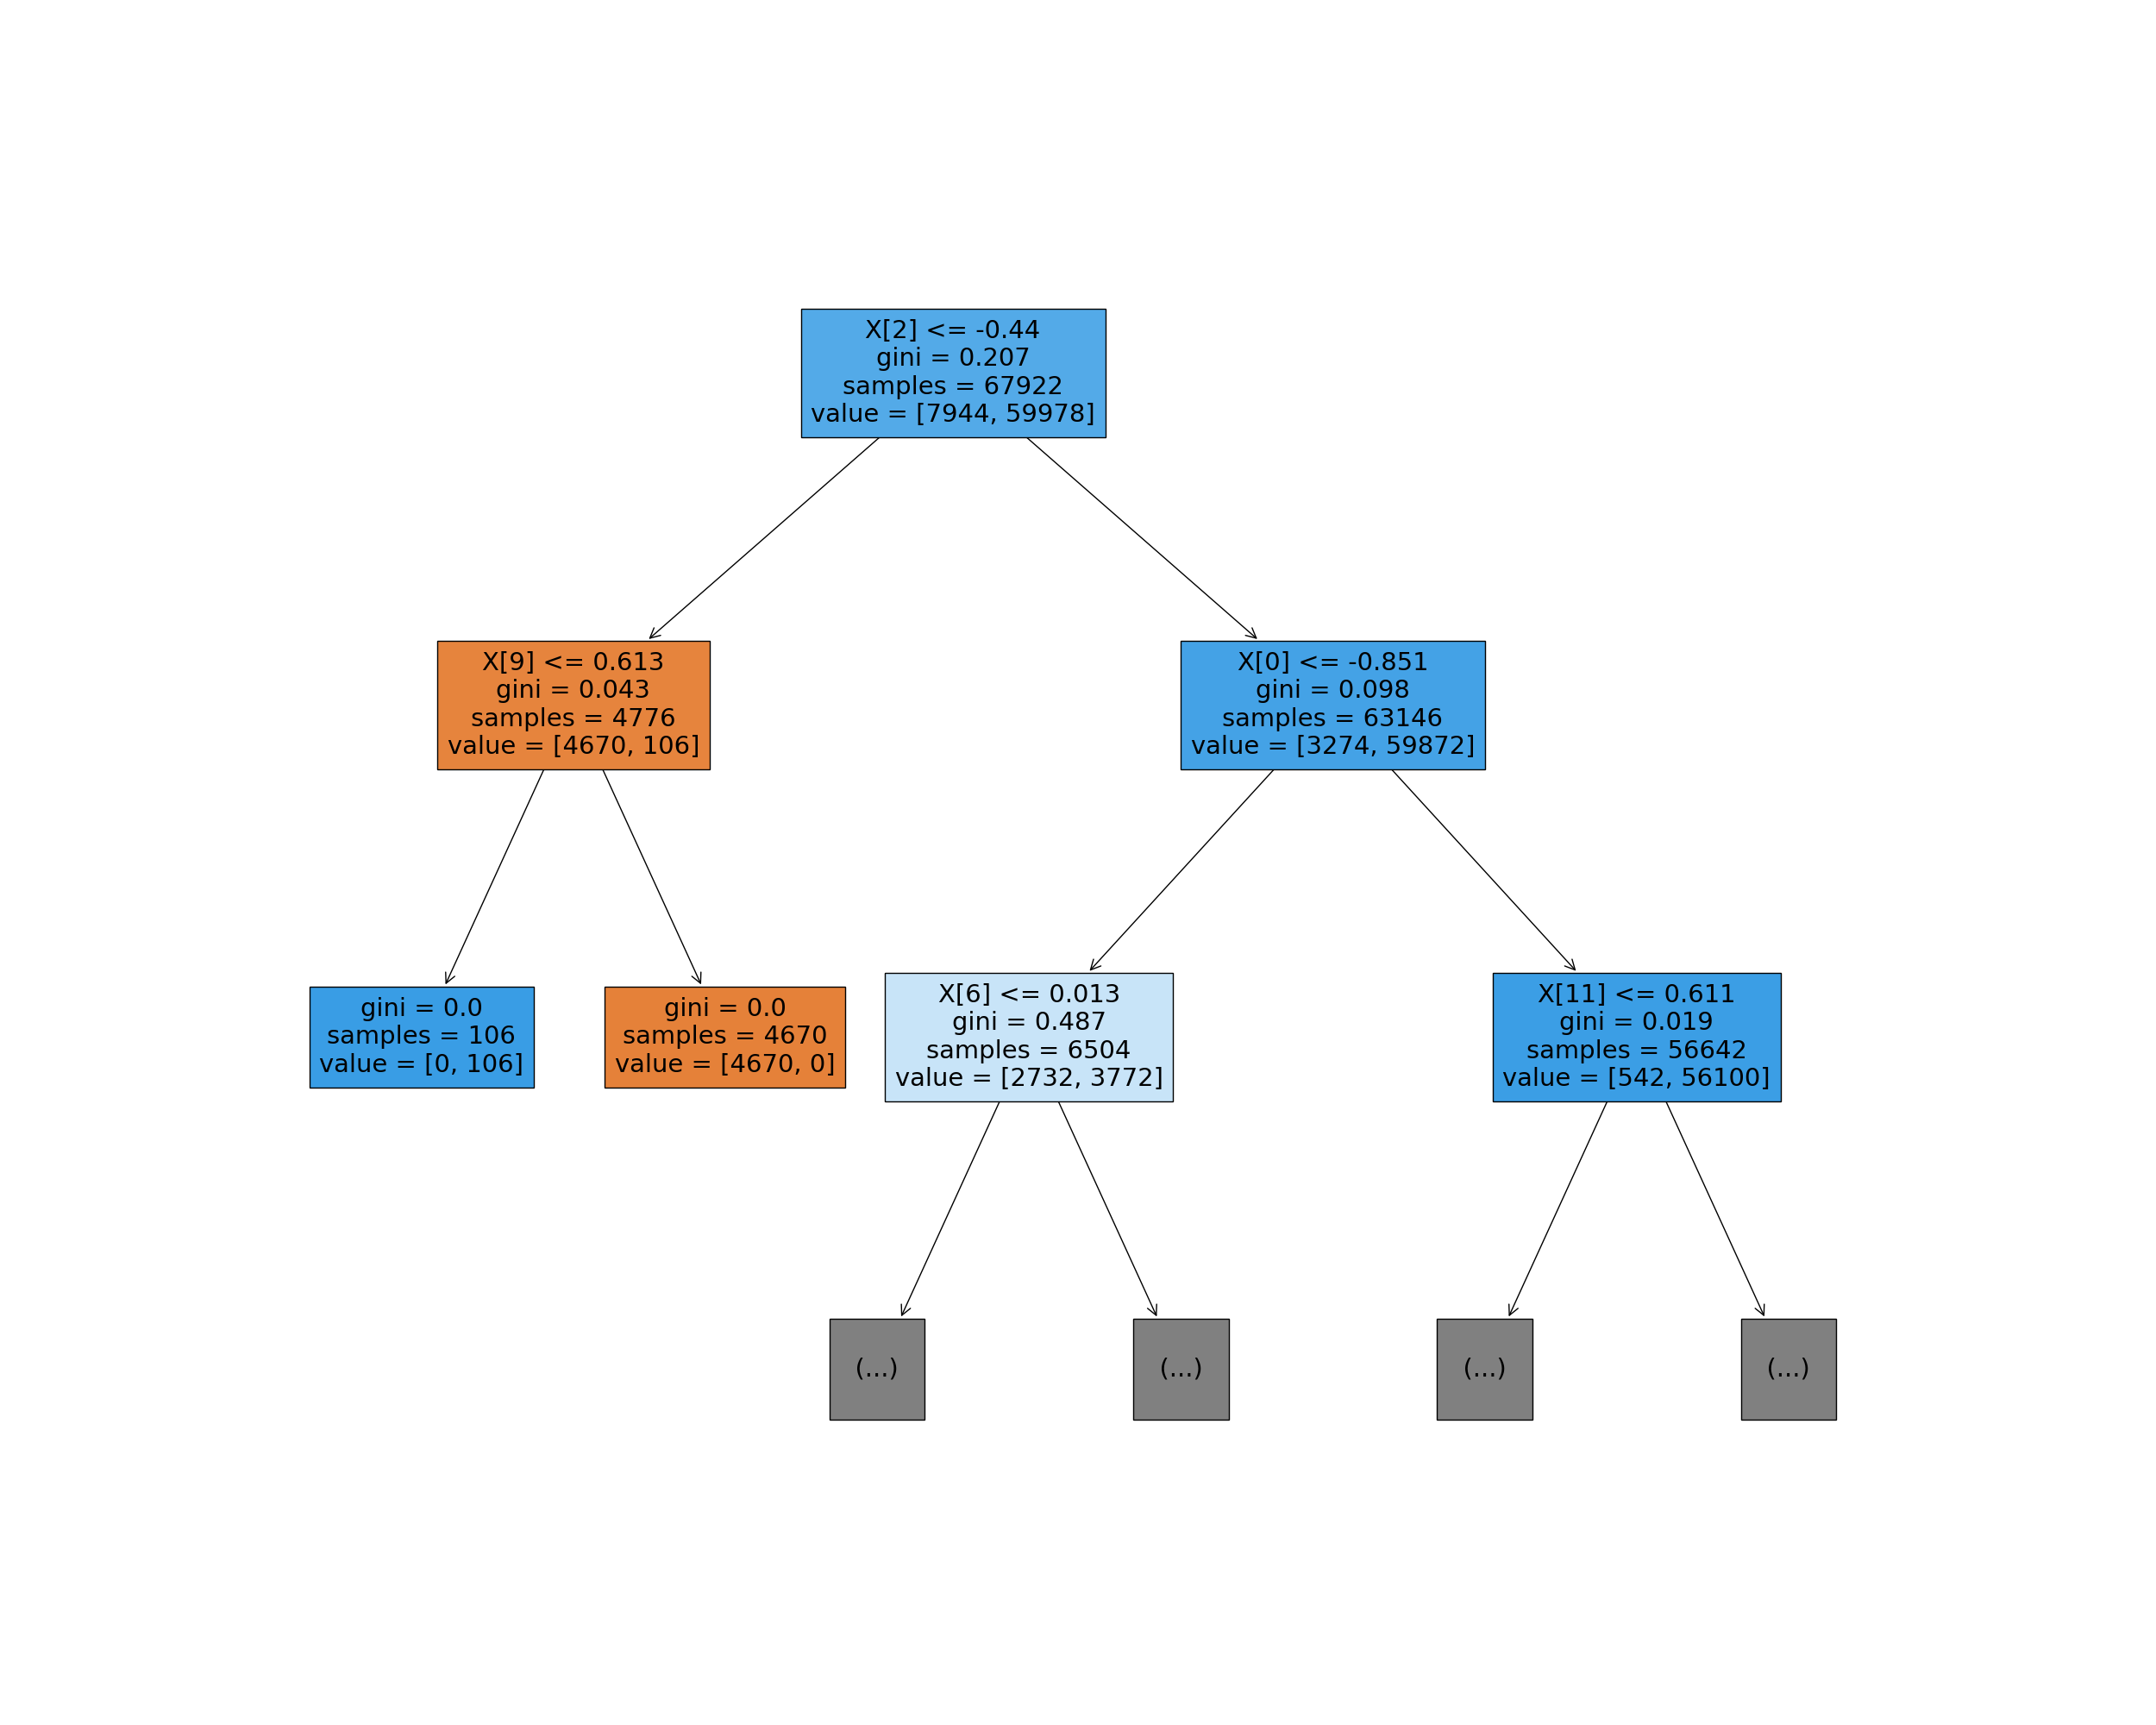 X[2] <= -0.44
gini = 0.207
samples = 67922
value = [7944, 59978]
X[9] <= 0.613
gini = 0.043
samples = 4776
value = [4670, 106]
X[0] <= -0.851
gini = 0.098
samples = 63146
value = [3274, 59872]
gini = 0.0
samples = 106
value = [0, 106]
gini = 0.0
samples = 4670
value = [4670, 0]
X[6] <= 0.013
gini = 0.487
samples = 6504
value = [2732, 3772]
X[11] <= 0.611
gini = 0.019
samples = 56642
value = [542, 56100]
(...)
(...)
(...)
(...)